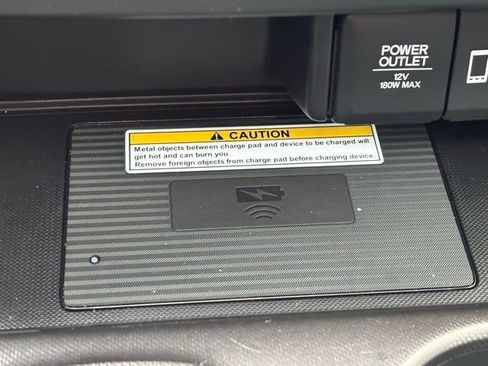 POWER
OUTLET
12V
180W MAX
CAUTION
Metal objects between charge pad and device to be charged will
get hot and can burn you.
Remove foreign objects from charge pad before charging device.